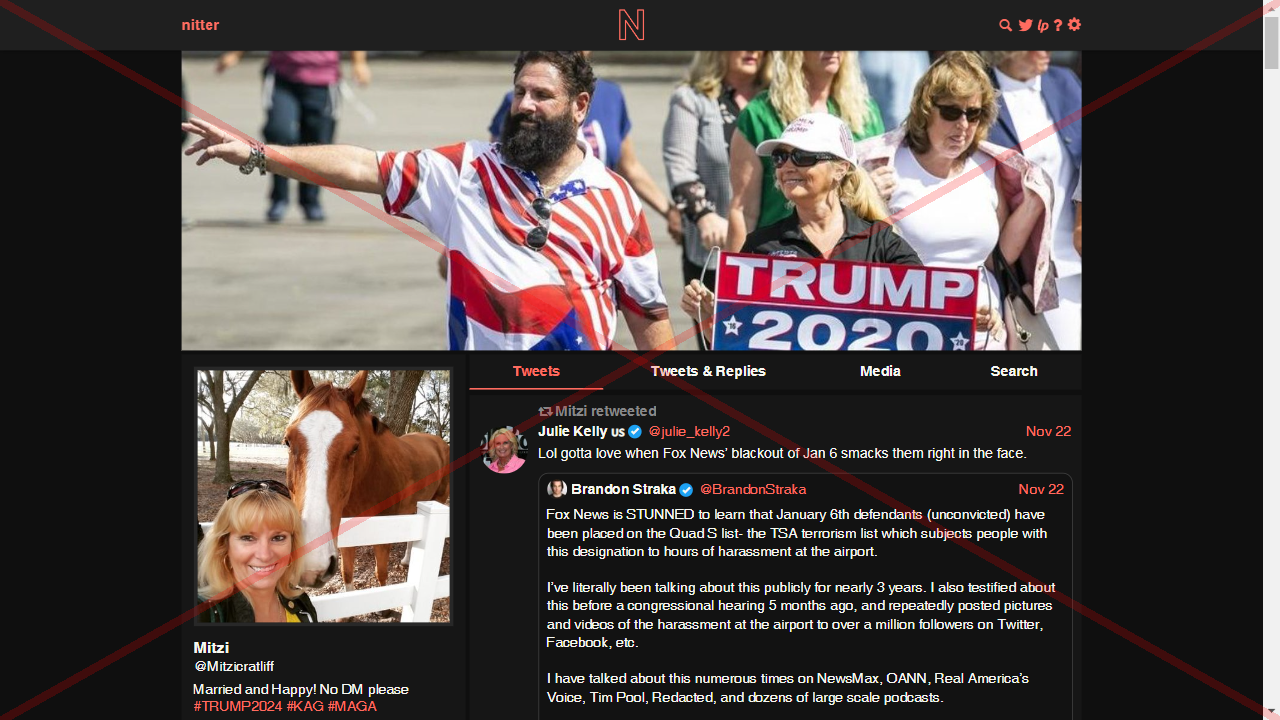 nitter
N
lp ?
WOMEN
TRUMP
TRUMP
2020
16
20
Tweets
Tweets & Replies
Media
Search
Mitzi retweeted
Julie Kelly us @julie_kelly2
Nov 22
Lol gotta love when Fox News’ blackout of Jan 6 smacks them right in the face.
Brandon Straka @BrandonStraka
Nov 22
Fox News is STUNNED to learn that January 6th defendants (unconvicted) have
been placed on the Quad S list- the TSA terrorism list which subjects people with
this designation to hours of harassment at the airport.
I’ve literally been talking about this publicly for nearly 3 years. I also testified about
this before a congressional hearing 5 months ago, and repeatedly posted pictures
and videos of the harassment at the airport to over a million followers on Twitter,
Facebook, etc.
I have talked about this numerous times on NewsMax, OANN, Real America’s
Voice, Tim Pool, Redacted, and dozens of large scale podcasts.
Mitzi
@Mitzicratliff
Married and Happy! No DM please
#TRUMP2024 #KAG #MAGA